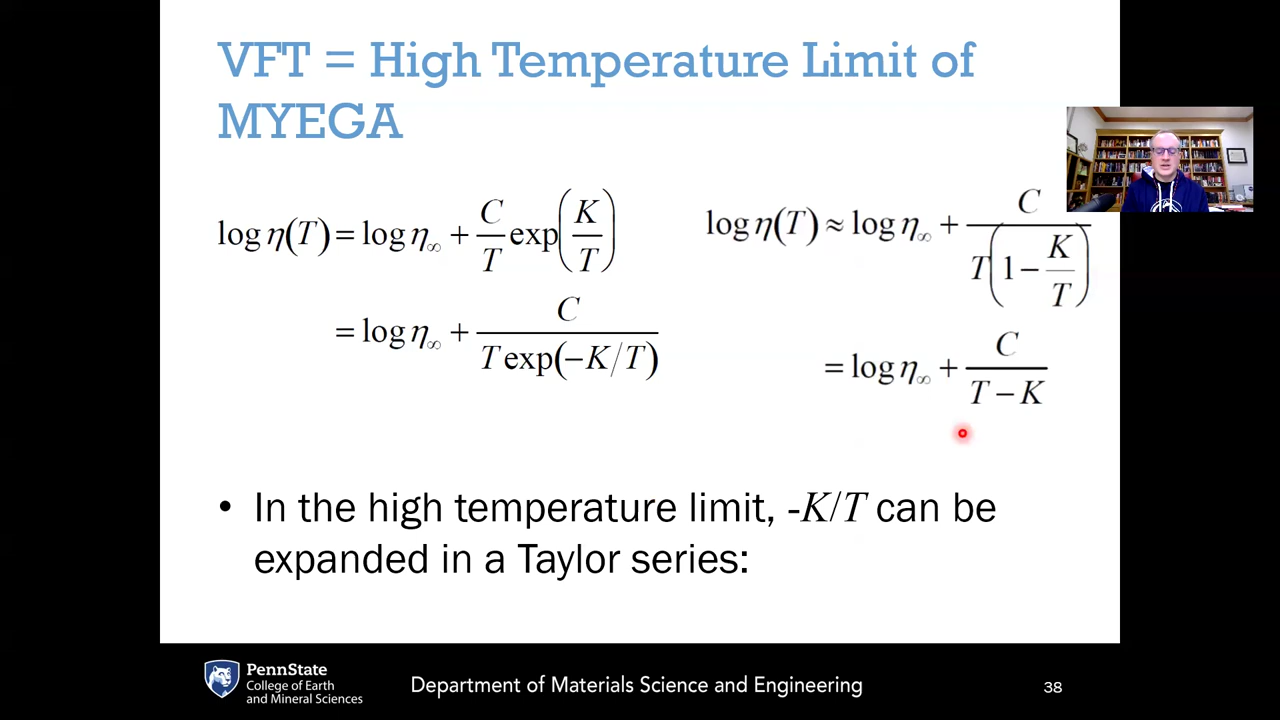 VFT = High Temperature Limit of
MYEGA
log η(T) = log η∞ + C/T exp(K/T)
= log η∞ + C/(T exp(−K/T))
log η(T) ≈ log η∞ + C/(T(1 − K/T))
= log η∞ + C/(T − K)
• In the high temperature limit, -K/T can be
expanded in a Taylor series:
PennState
College of Earth
and Mineral Sciences
Department of Materials Science and Engineering
38